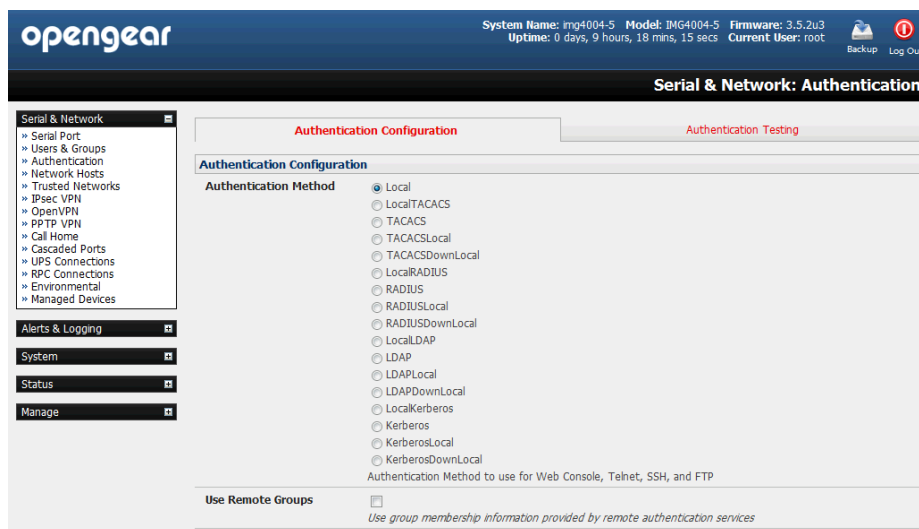 opengear
System Name: img4004-5 Model: IMG4004-5 Firmware: 3.5.2u3
Uptime: 0 days, 9 hours, 18 mins, 15 secs Current User: root
Backup
Log Ou
Serial & Network: Authentication
Serial & Network
» Serial Port
» Users & Groups
» Authentication
» Network Hosts
» Trusted Networks
» IPsec VPN
» OpenVPN
» PPTP VPN
» Call Home
» Cascaded Ports
» UPS Connections
» RPC Connections
» Environmental
» Managed Devices
Alerts & Logging
System
Status
Manage
Authentication Configuration
Authentication Testing
Authentication Configuration
Authentication Method
Local
LocalTACACS
TACACS
TACACSLocal
TACACSDownLocal
LocalRADIUS
RADIUS
RADIUSLocal
RADIUSDownLocal
LocalLDAP
LDAP
LDAPLocal
LDAPDownLocal
LocalKerberos
Kerberos
KerberosLocal
KerberosDownLocal
Authentication Method to use for Web Console, Telnet, SSH, and FTP
Use Remote Groups
Use group membership information provided by remote authentication services